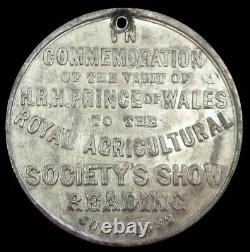 IN
COMMEMORATION
OF THE VISIT OF
H.R.H. PRINCE OF WALES
TO THE
ROYAL AGRICULTURAL
SOCIETY'S SHOW
READING